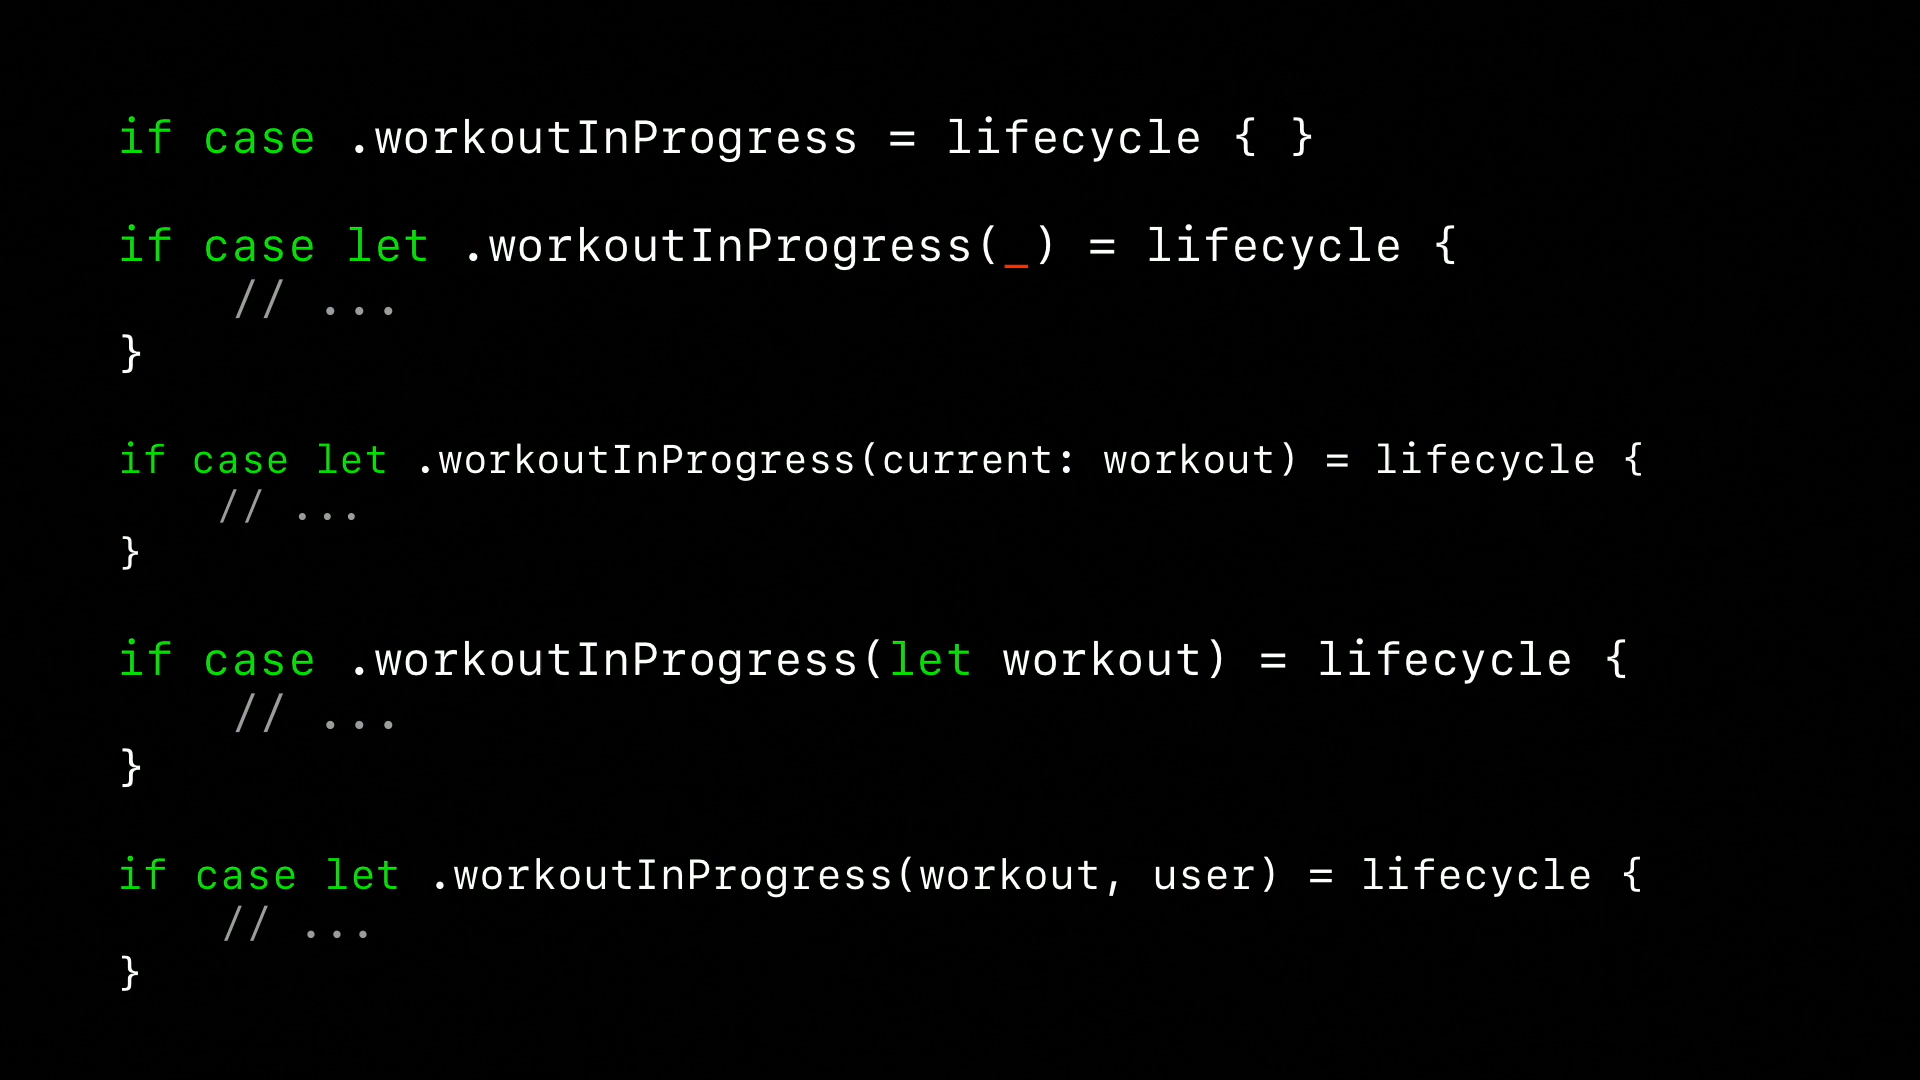 if case .workoutInProgress = lifecycle { }
if case let .workoutInProgress(_) = lifecycle {
// ...
}
if case let .workoutInProgress(current: workout) = lifecycle {
// ...
}
if case .workoutInProgress(let workout) = lifecycle {
// ...
}
if case let .workoutInProgress(workout, user) = lifecycle {
// ...
}